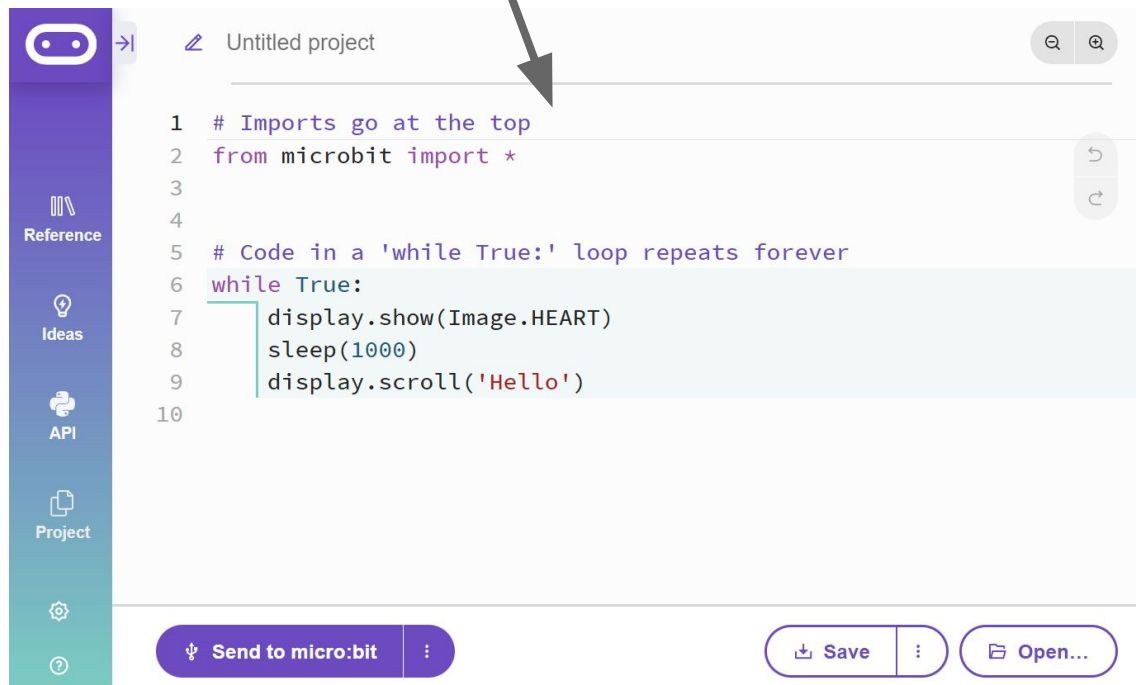 Untitled project
1 # Imports go at the top
2 from microbit import *
3
4
5 # Code in a 'while True:' loop repeats forever
6 while True:
7     display.show(Image.HEART)
8     sleep(1000)
9     display.scroll('Hello')
10
Reference
Ideas
API
Project
Send to micro:bit
Save
Open...